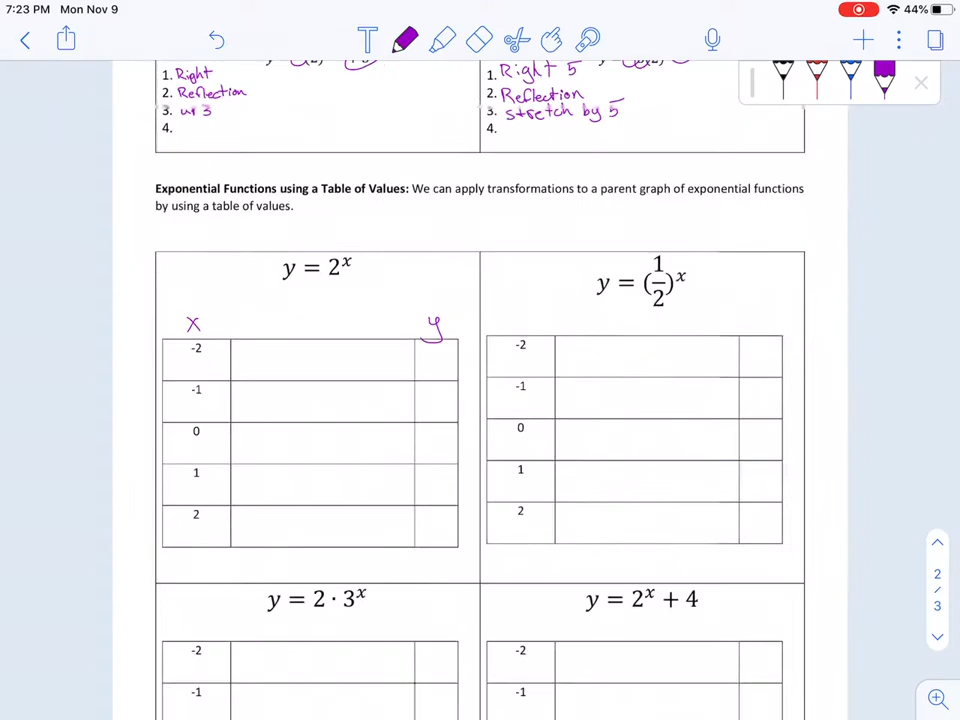 7:23 PM Mon Nov 9
44%
1. Right
2. Reflection
3. up 3
4.
1. Right 5
2. Reflection
3. stretch by 5
4.
Exponential Functions using a Table of Values: We can apply transformations to a parent graph of exponential functions
by using a table of values.
y = 2^x
x y
-2
-1
0
1
2
y = (1/2)^x
-2
-1
0
1
2
y = 2 · 3^x
-2
-1
y = 2^x + 4
-2
-1
2
/
3